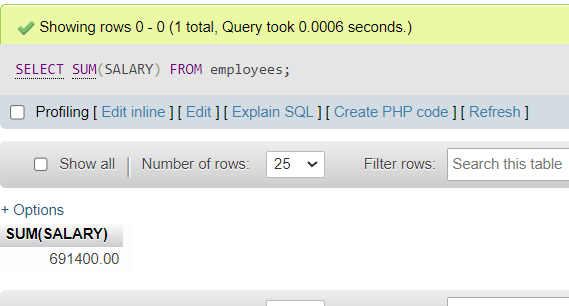 Showing rows 0 - 0 (1 total, Query took 0.0006 seconds.)
SELECT SUM(SALARY) FROM employees;
Profiling [ Edit inline ] [ Edit ] [ Explain SQL ] [ Create PHP code ] [ Refresh ]
Show all | Number of rows: 25 Filter rows: Search this table
+ Options
SUM(SALARY)
691400.00